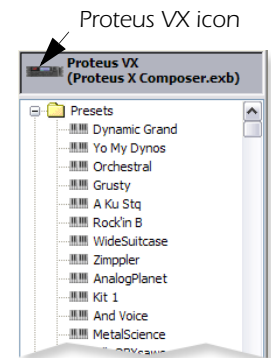 Proteus VX icon
Proteus VX
(Proteus X Composer.exb)
Presets
Dynamic Grand
Yo My Dynos
Orchestral
Grusty
A Ku Stq
Rock'in B
WideSuitcase
Zimppler
AnalogPlanet
Kit 1
And Voice
MetalScience